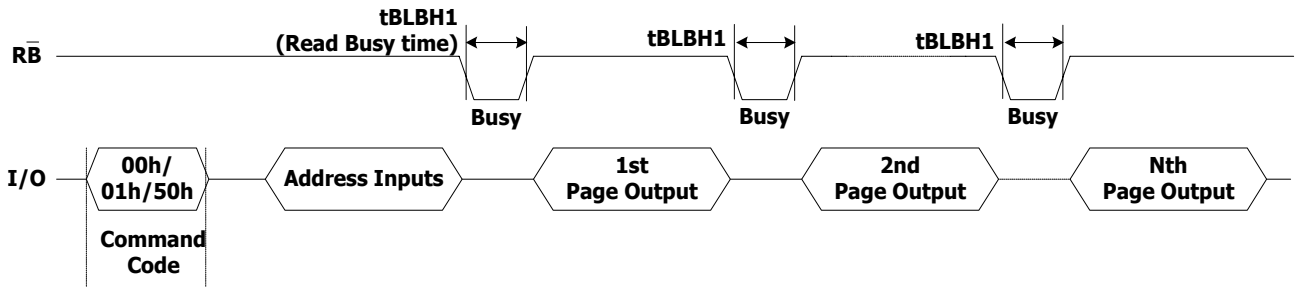 tBLBH1
(Read Busy time)
tBLBH1
tBLBH1
RB̅
Busy
Busy
Busy
I/O
00h/
01h/50h
Address Inputs
1st
Page Output
2nd
Page Output
Nth
Page Output
Command
Code